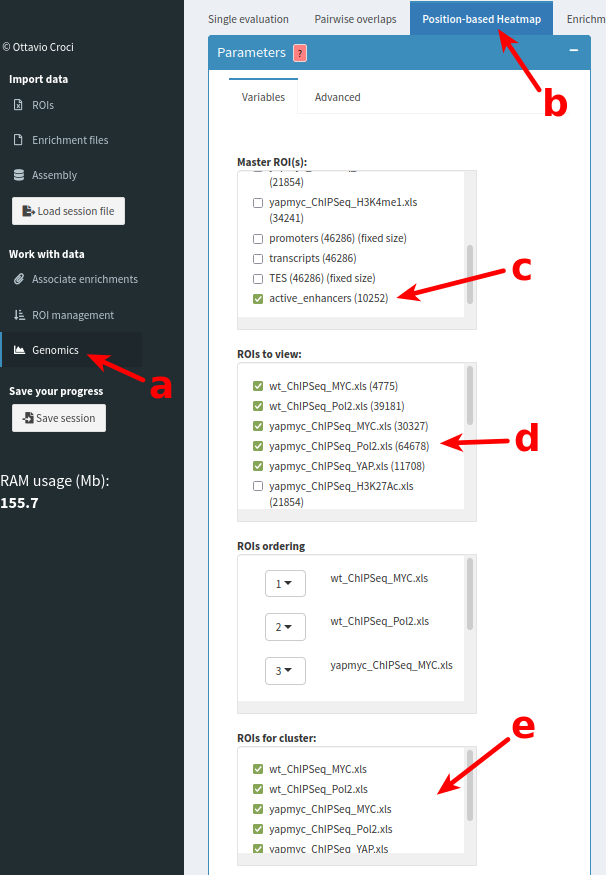 Single evaluation
Pairwise overlaps
Position-based Heatmap
Enrichm
© Ottavio Croci
Import data
ROIs
Enrichment files
Assembly
Load session file
Work with data
Associate enrichments
ROI management
Genomics
a
Save your progress
Save session
RAM usage (Mb):
155.7
Parameters ?
b
Variables
Advanced
Master ROI(s):
(21854)
yapmyc_ChIPSeq_H3K4me1.xls
(34241)
promoters (46286) (fixed size)
transcripts (46286)
TES (46286) (fixed size)
active_enhancers (10252)
c
ROIs to view:
wt_ChIPSeq_MYC.xls (4775)
wt_ChIPSeq_Pol2.xls (39181)
yapmyc_ChIPSeq_MYC.xls (30327)
yapmyc_ChIPSeq_Pol2.xls (64678)
yapmyc_ChIPSeq_YAP.xls (11708)
yapmyc_ChIPSeq_H3K27Ac.xls
(21854)
d
ROIs ordering
1 wt_ChIPSeq_MYC.xls
2 wt_ChIPSeq_Pol2.xls
3 yapmyc_ChIPSeq_MYC.xls
ROIs for cluster:
e
wt_ChIPSeq_MYC.xls
wt_ChIPSeq_Pol2.xls
yapmyc_ChIPSeq_MYC.xls
yapmyc_ChIPSeq_Pol2.xls
yapmyc_ChIPSeq_YAP.xls